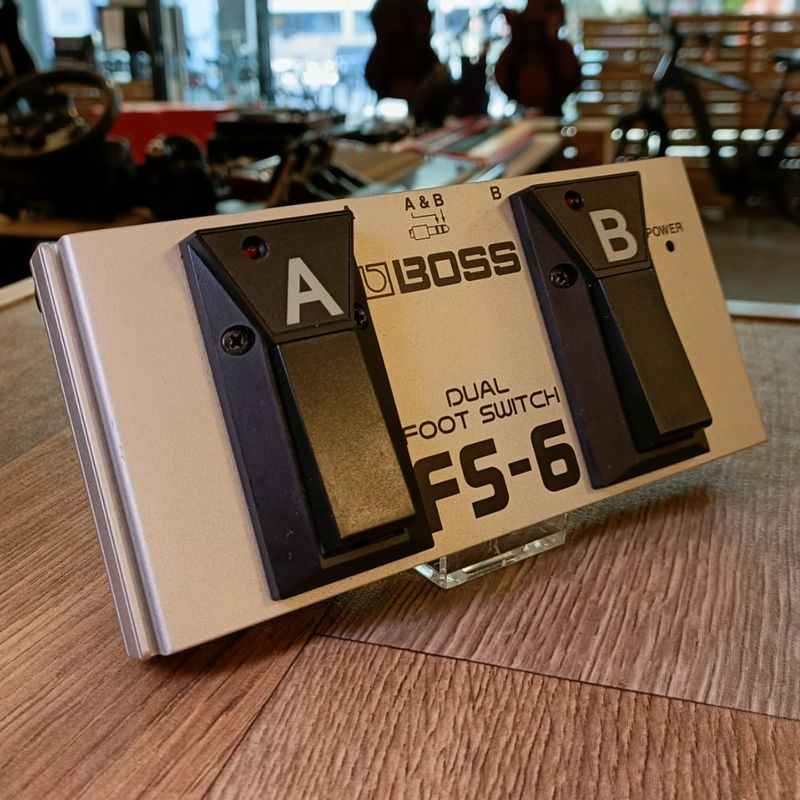 A & B
B
POWER
A
B
BOSS
DUAL
FOOT SWITCH
FS-6